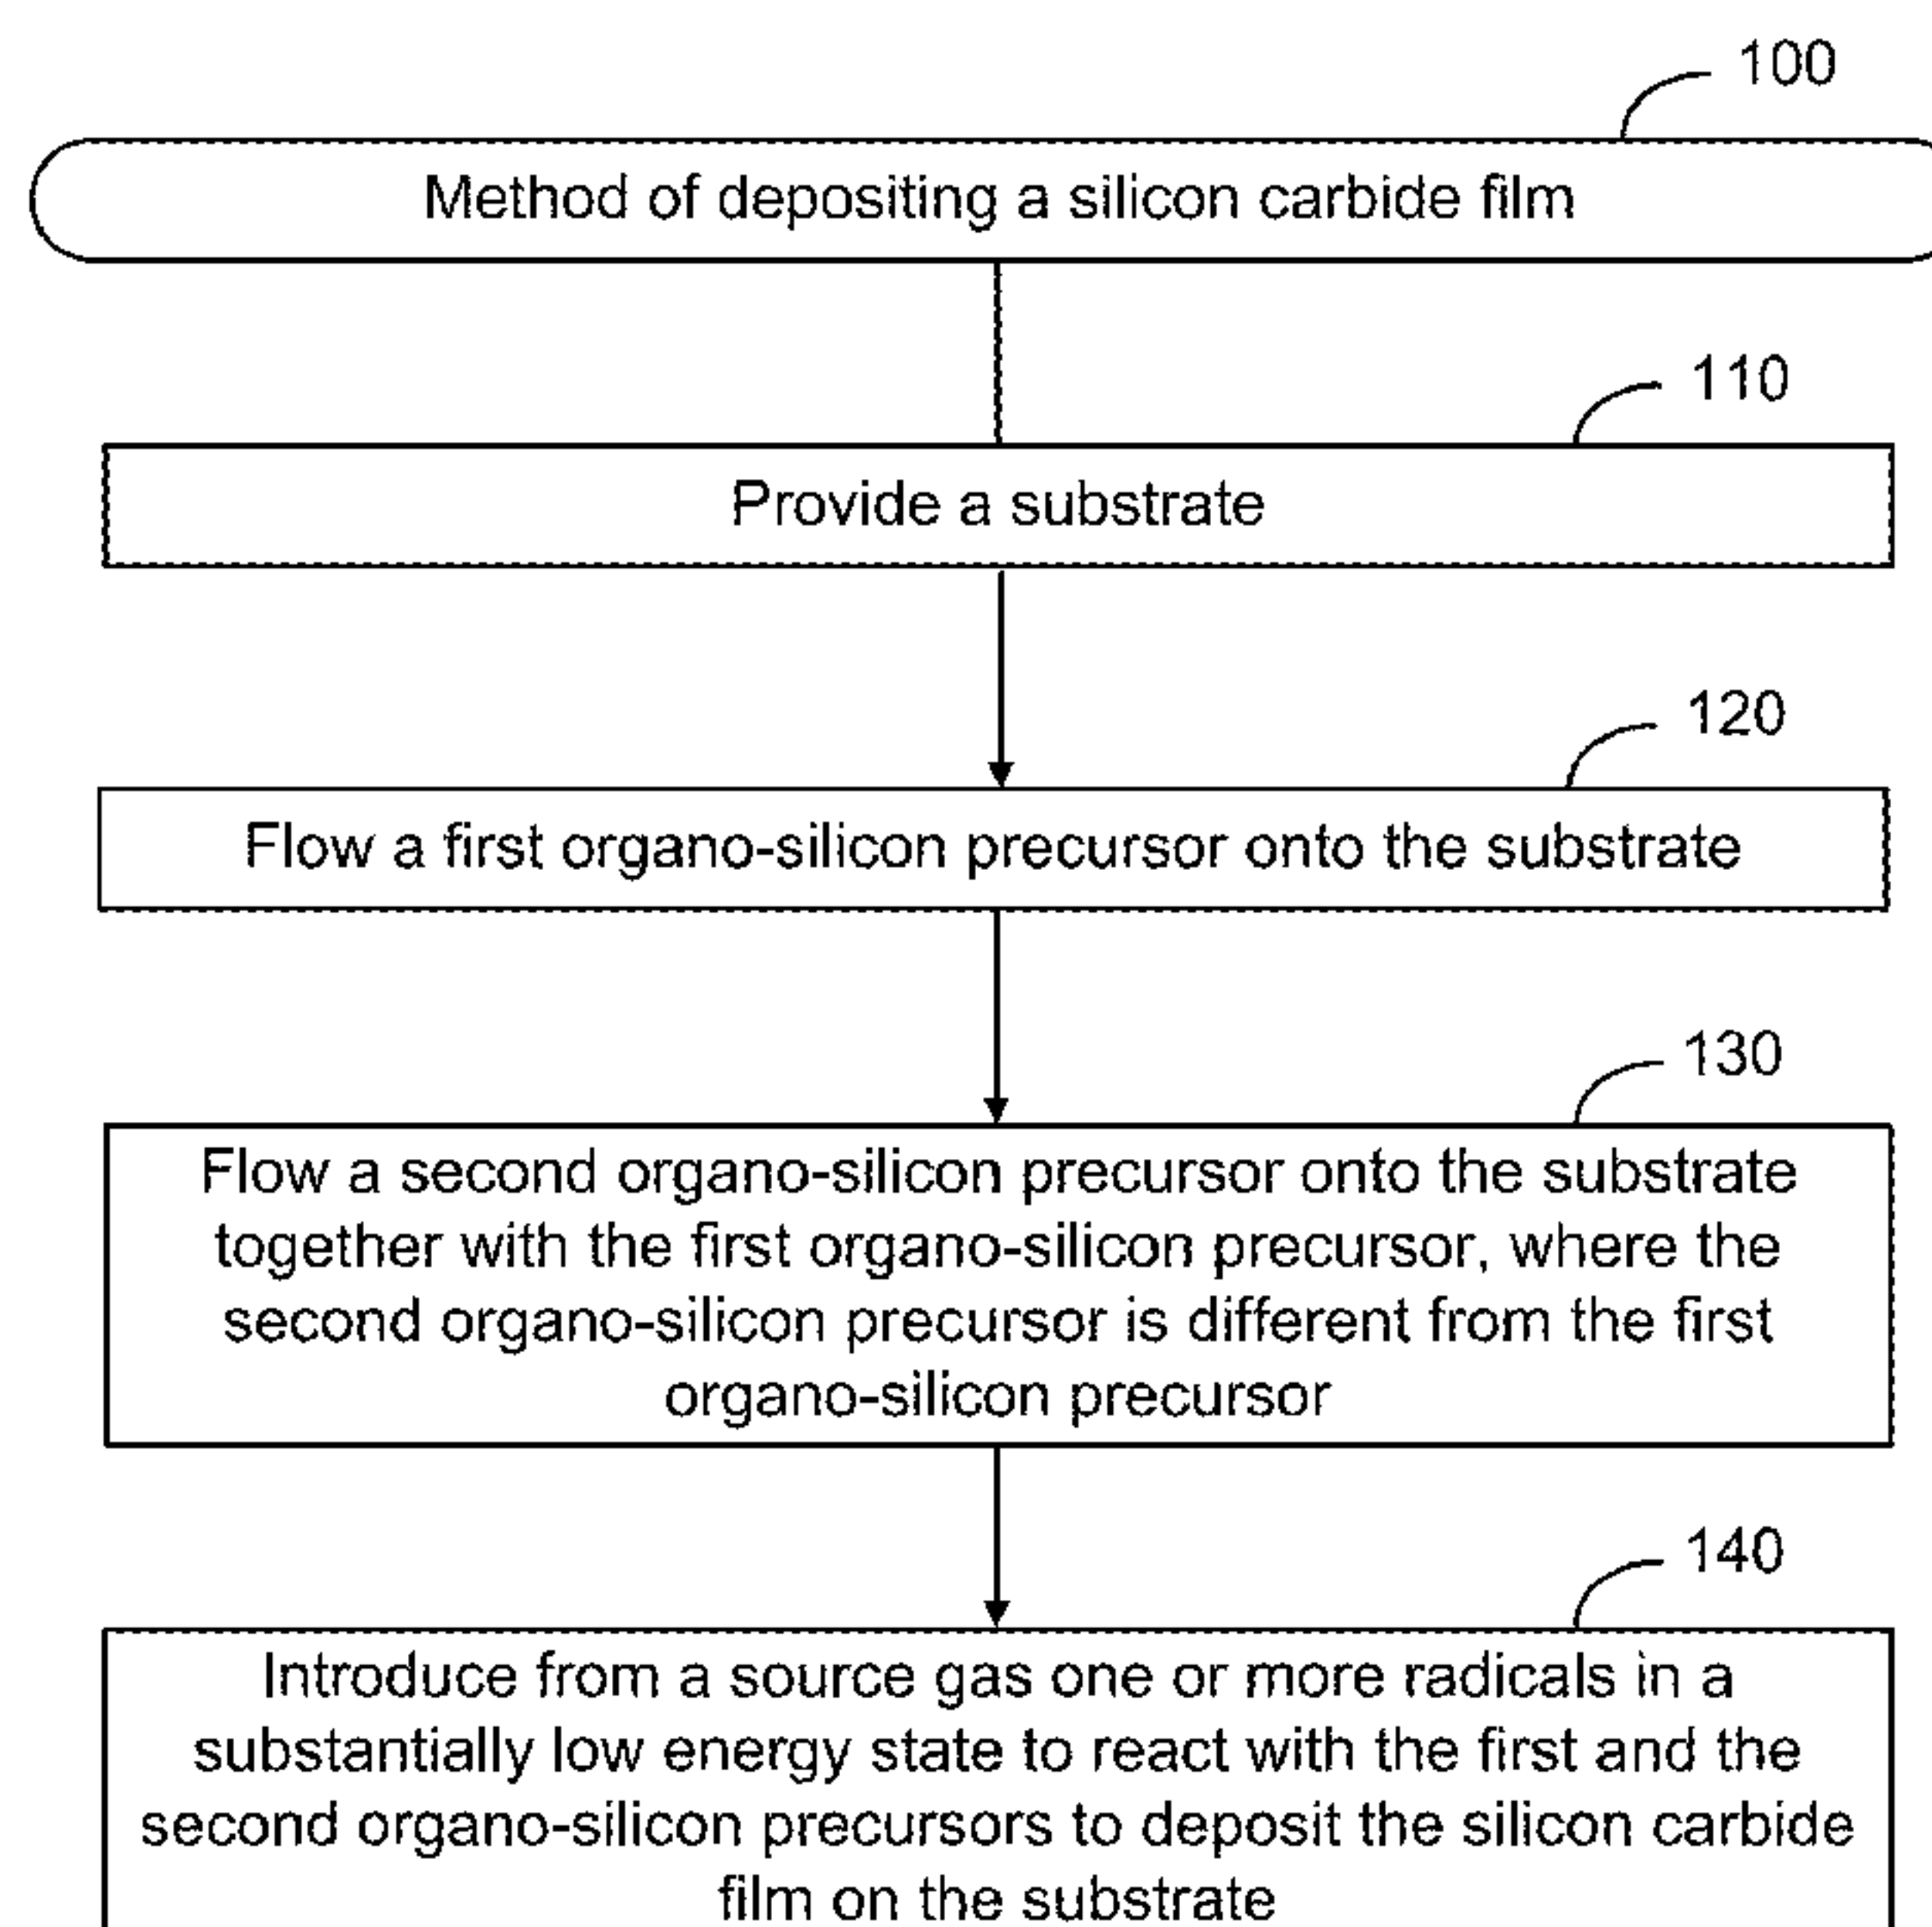 100
Method of depositing a silicon carbide film
110
Provide a substrate
120
Flow a first organo-silicon precursor onto the substrate
130
Flow a second organo-silicon precursor onto the substrate
together with the first organo-silicon precursor, where the
second organo-silicon precursor is different from the first
organo-silicon precursor
140
Introduce from a source gas one or more radicals in a
substantially low energy state to react with the first and the
second organo-silicon precursors to deposit the silicon carbide
film on the substrate